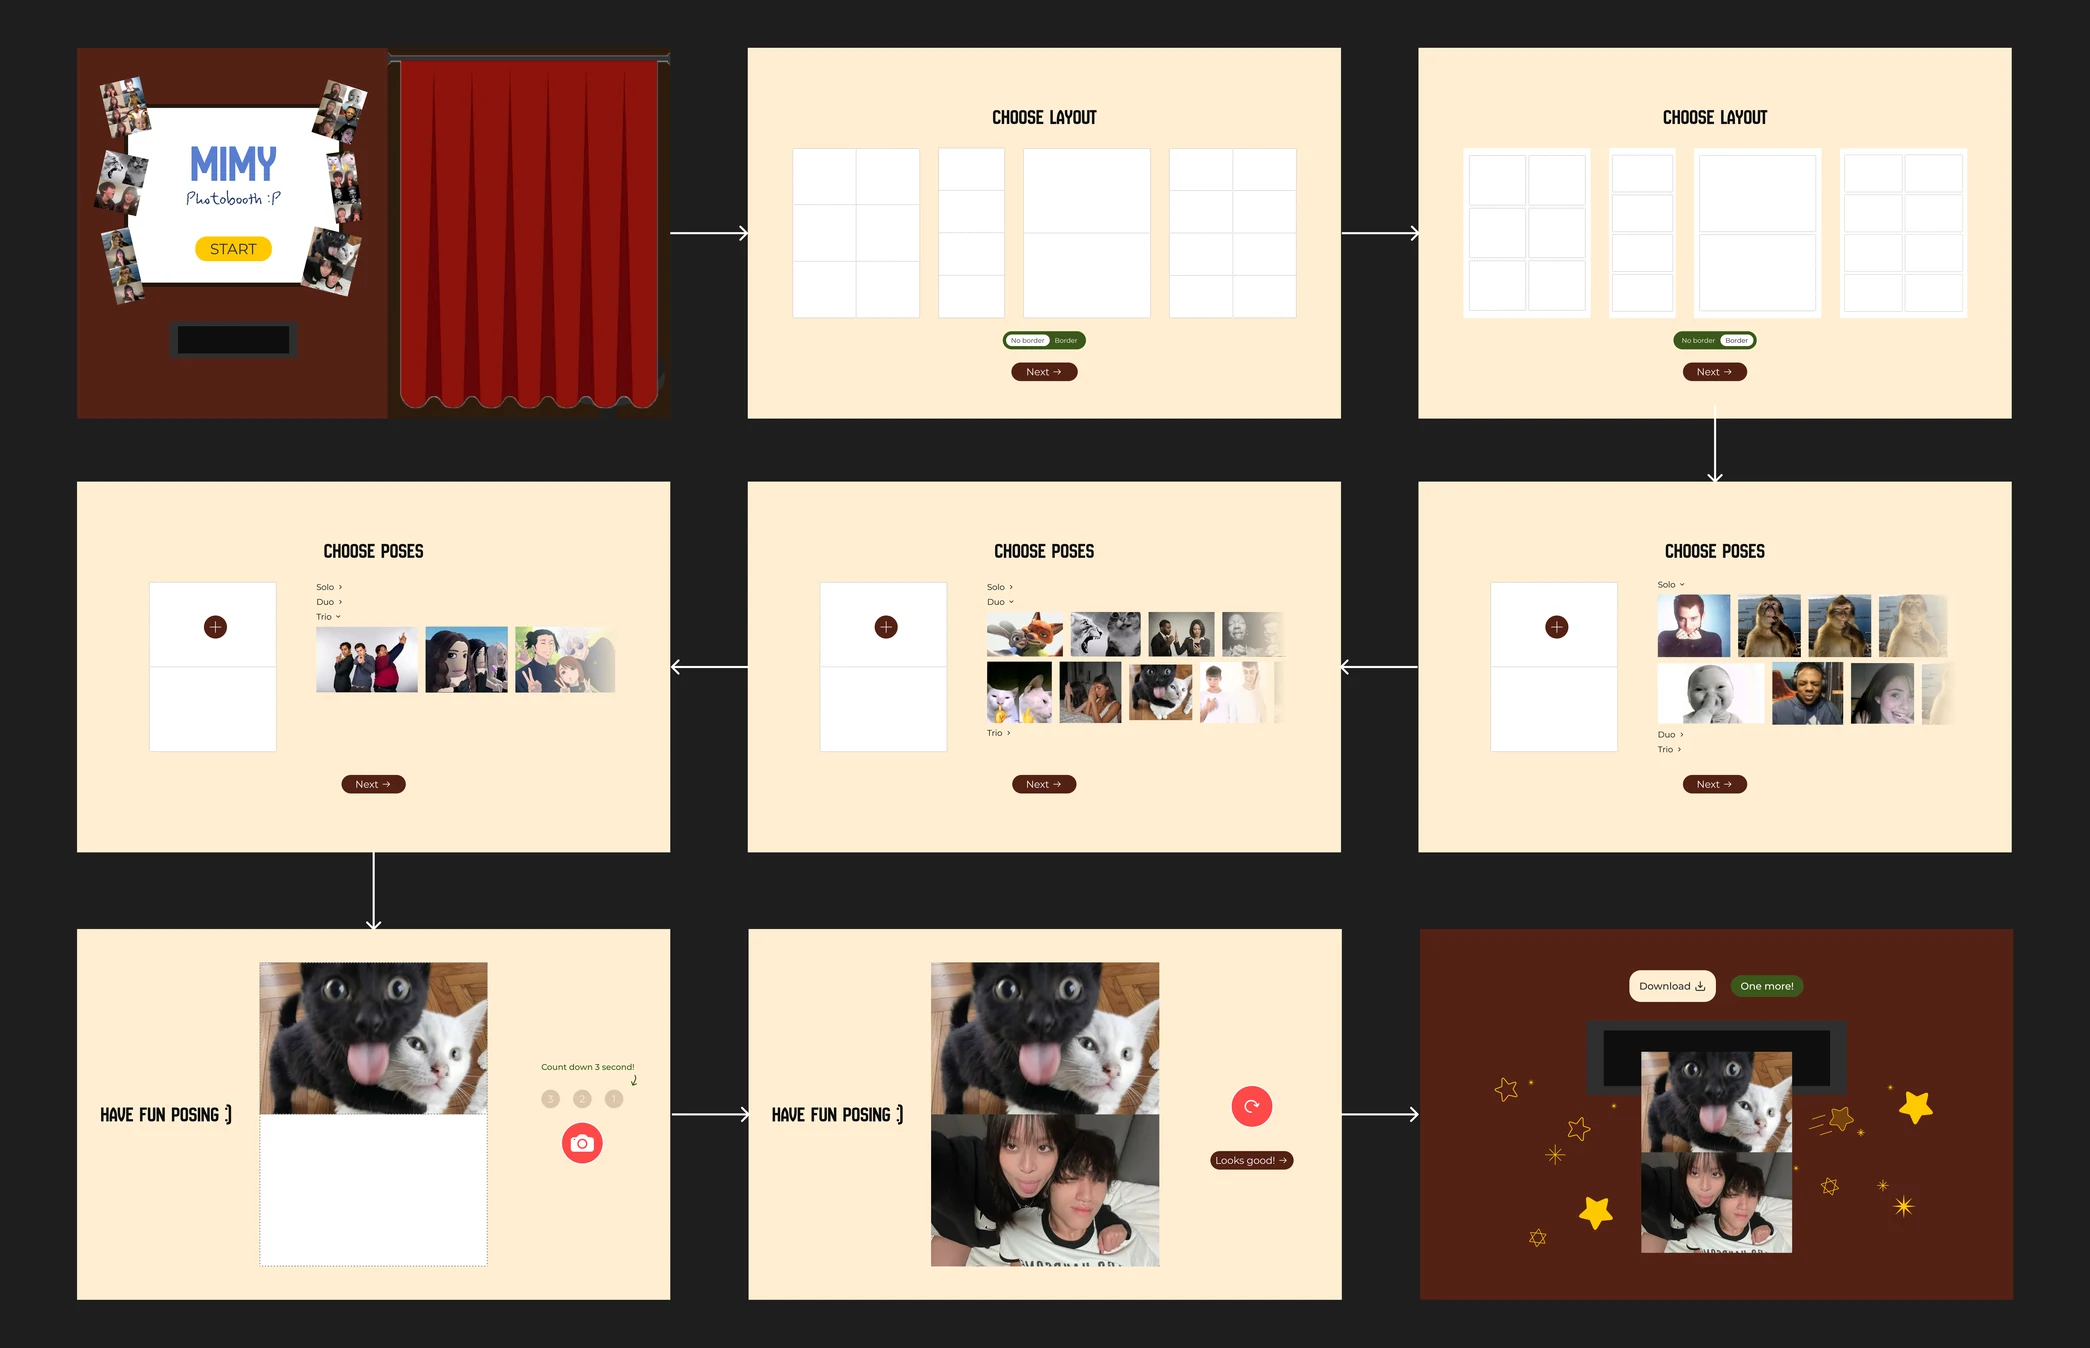 MIMY
Photobooth :P
START
CHOOSE LAYOUT
No border Border
Next →
CHOOSE LAYOUT
No border Border
Next →
CHOOSE POSES
Solo >
Duo >
Trio
Next →
CHOOSE POSES
Solo >
Duo
Trio >
Next →
CHOOSE POSES
Solo
Duo >
Trio >
Next →
HAVE FUN POSING :)
Count down 3 second!
3 2 1
HAVE FUN POSING :)
Looks good! →
Download
One more!